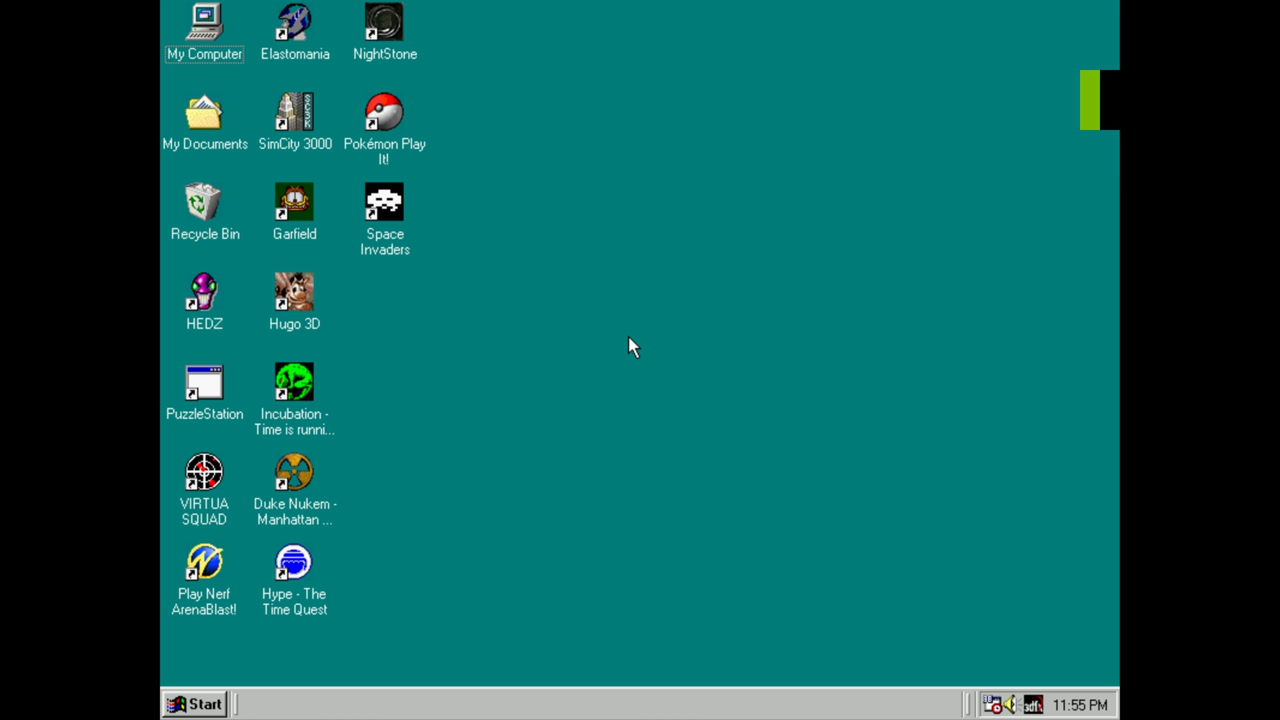 My Computer
Elastomania
NightStone
My Documents
SimCity 3000
Pokémon Play
It!
Recycle Bin
Garfield
Space
Invaders
HEDZ
Hugo 3D
PuzzleStation
Incubation -
Time is runni...
VIRTUA
SQUAD
Duke Nukem -
Manhattan ...
Play Nerf
ArenaBlast!
Hype - The
Time Quest
Start
3dfx
11:55 PM